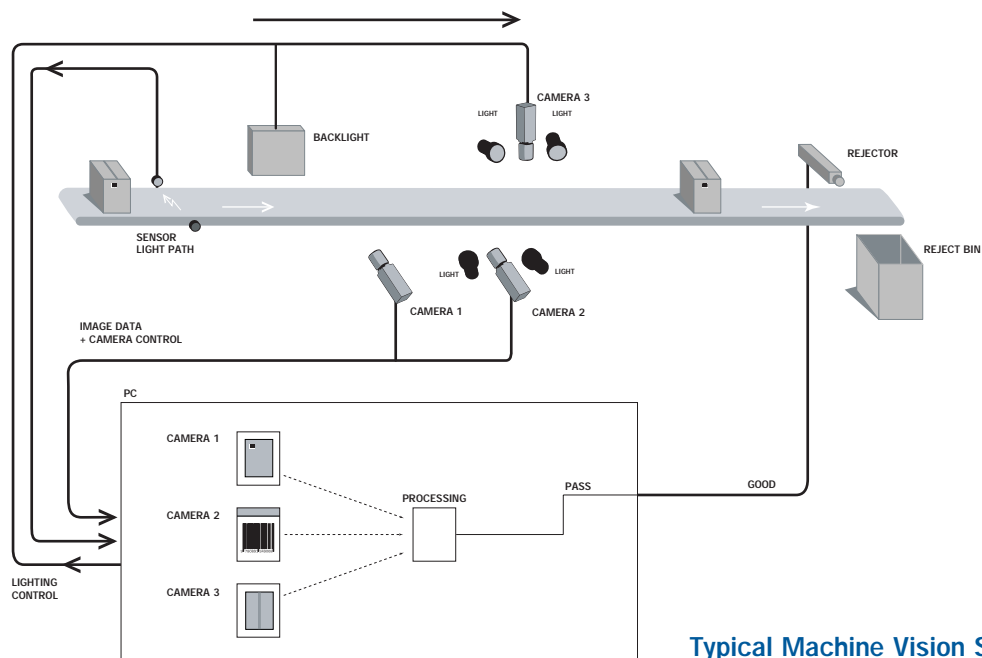 CAMERA 3
LIGHT
LIGHT
BACKLIGHT
REJECTOR
SENSOR
LIGHT PATH
REJECT BIN
LIGHT
LIGHT
CAMERA 1
CAMERA 2
IMAGE DATA
+ CAMERA CONTROL
PC
CAMERA 1
PROCESSING
PASS
GOOD
CAMERA 2
CAMERA 3
LIGHTING
CONTROL
Typical Machine Vision S